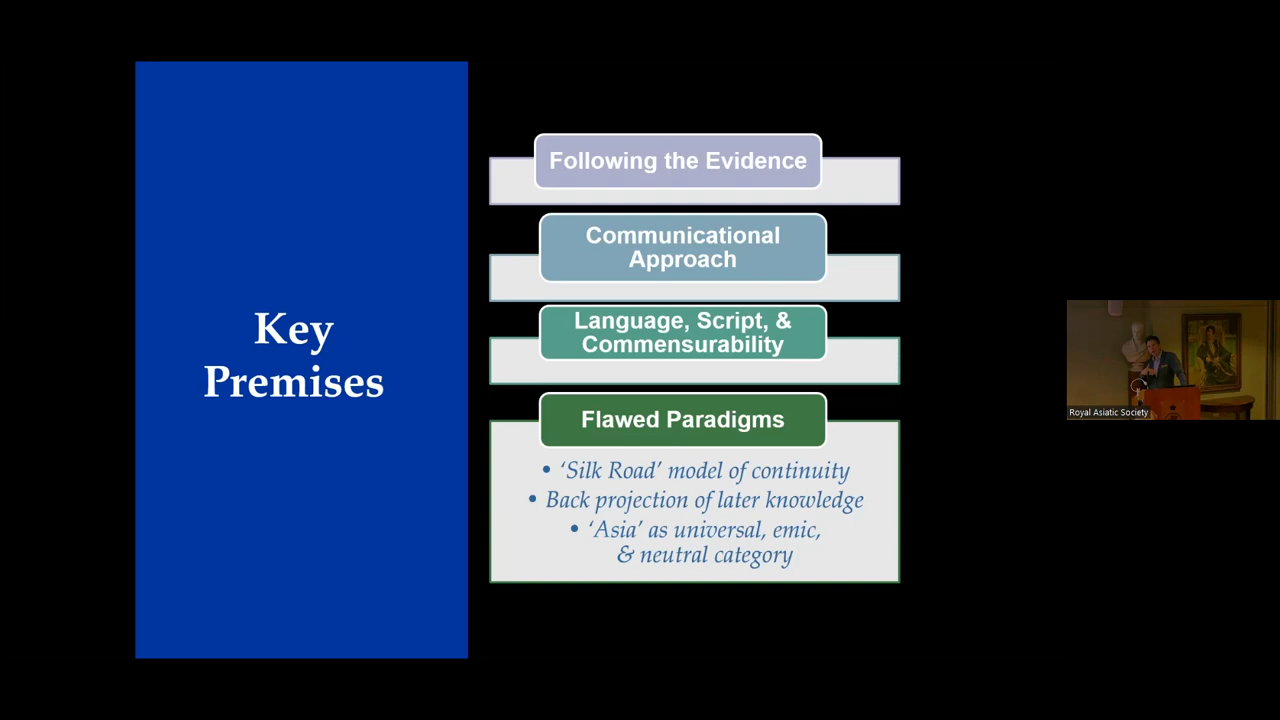 Key
Premises
Following the Evidence
Communicational
Approach
Language, Script, &
Commensurability
Flawed Paradigms
• ‘Silk Road’ model of continuity
• Back projection of later knowledge
• ‘Asia’ as universal, emic,
& neutral category
Royal Asiatic Society